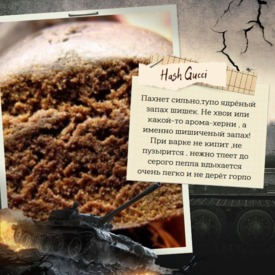 Hash Gucci
Пахнет сильно,тупо ядрёный
запах шишек. Не хвои или
какой-то арома-херни , а
именно шишичечный запах!
При варке не кипит ,не
пузырится , нежно тлеет до
серого пепла вдыхается
очень легко и не дерёт горло